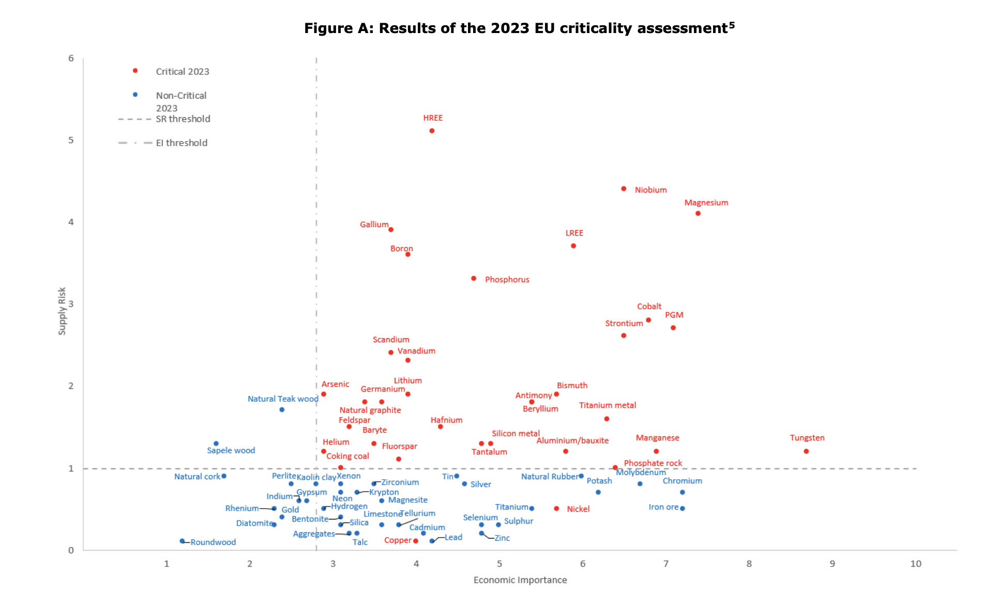 Figure A: Results of the 2023 EU criticality assessment⁵
6
Critical 2023
Non-Critical
2023
SR threshold
EI threshold
HREE
5
Niobium
Magnesium
4
Gallium
LREE
Boron
Phosphorus
Supply Risk
3
Cobalt
PGM
Strontium
Scandium
Vanadium
Lithium
2
Arsenic
Germanium
Bismuth
Antimony
Natural Teak wood
Titanium metal
Beryllium
Natural graphite
Feldspar
Hafnium
Baryte
Silicon metal
Manganese
Tungsten
Aluminium/bauxite
Helium
Fluorspar
Sapele wood
Tantalum
Coking coal
Phosphate rock
1
Molybdenum
Natural cork
Perlite
Kaolin clay
Xenon
Tin
Natural Rubber
Potash
Chromium
Zirconium
Silver
Gypsum
Krypton
Indium
Neon
Magnesite
Hydrogen
Rhenium
Gold
Titanium
Nickel
Iron ore
Limestone
Tellurium
Bentonite
Selenium
Sulphur
Diatomite
Silica
Cadmium
Aggregates
Lead
Zinc
Copper
Talc
Roundwood
0
1 2 3 4 5 6 7 8 9 10
Economic Importance